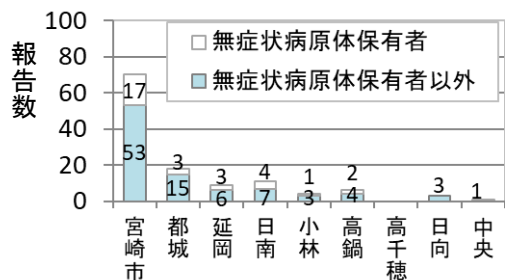 報告数
100
80
60
40
20
0
無症状病原体保有者
無症状病原体保有者以外
17
53
3
15
3
6
4
7
1
3
2
4
3
1
宮崎市
都城
延岡
日南
小林
高鍋
高千穂
日向
中央